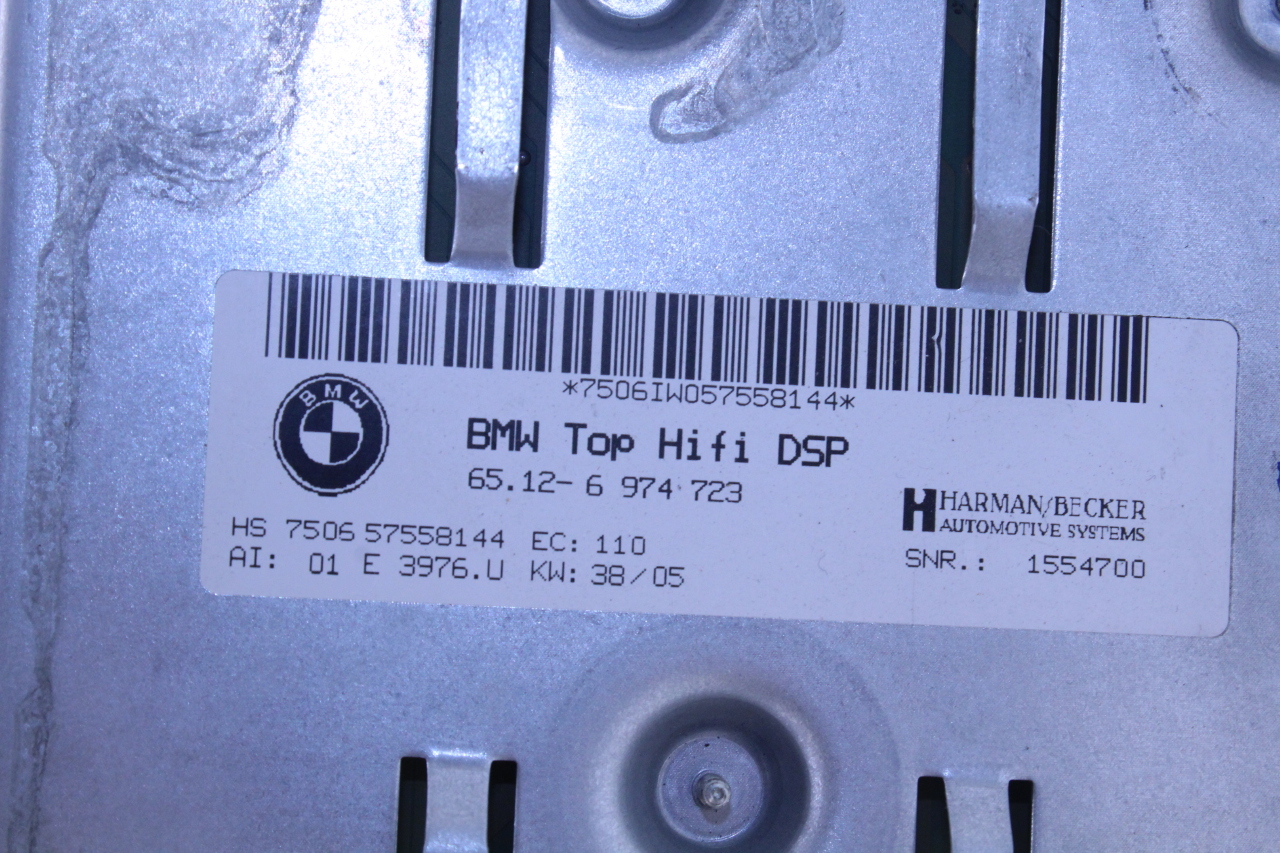 *7506IW057558144*
BMW
BMW Top Hifi DSP
65.12- 6 974 723
HARMAN/BECKER
AUTOMOTIVE SYSTEMS
HS 7506 57558144 EC: 110
AI: 01 E 3976.U KW: 38/05
SNR.: 1554700